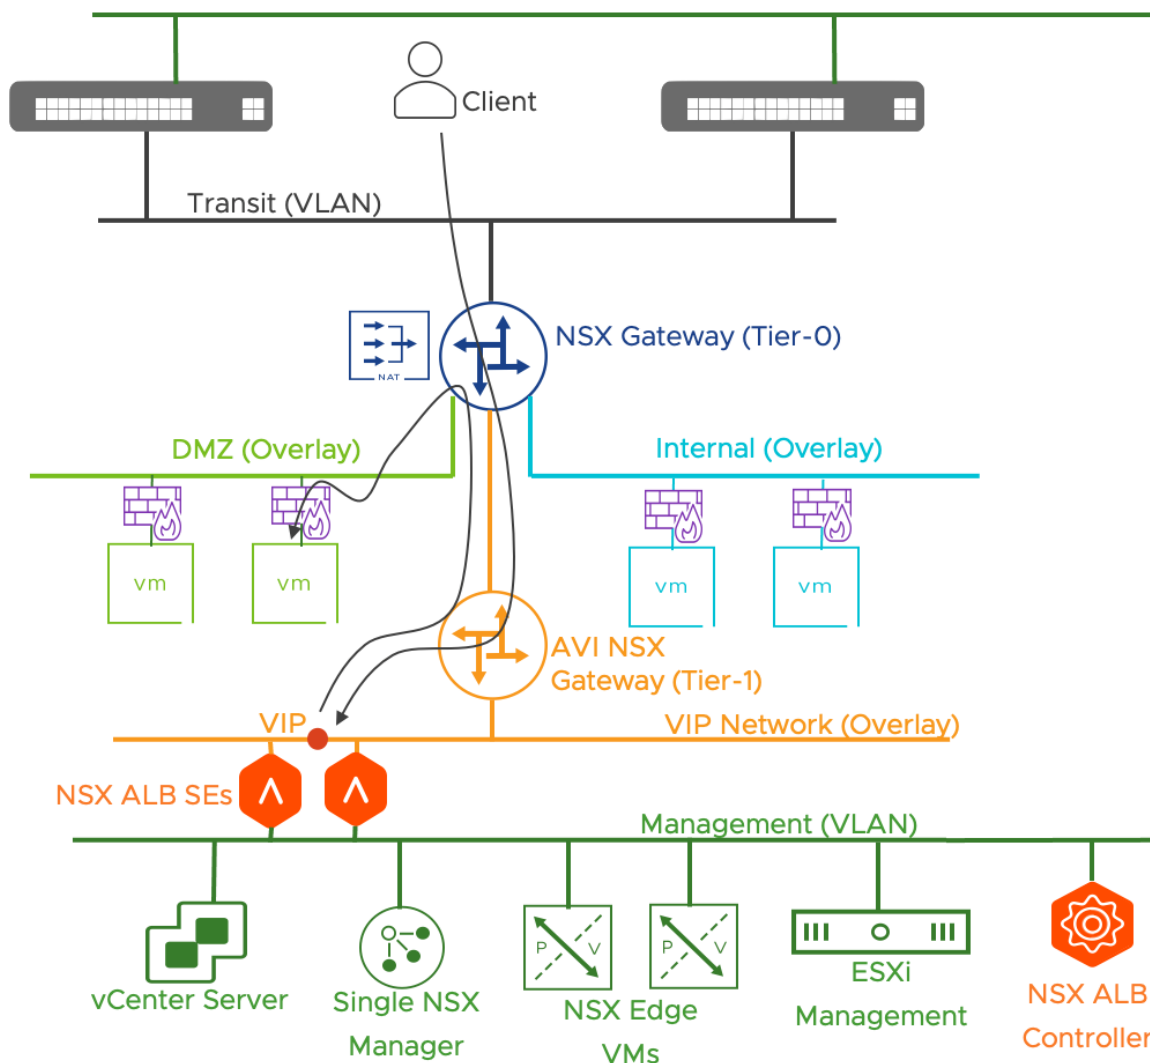 Client
Transit (VLAN)
NSX Gateway (Tier-0)
NAT
DMZ (Overlay)
Internal (Overlay)
vm
vm
vm
vm
AVI NSX
Gateway (Tier-1)
VIP
VIP Network (Overlay)
NSX ALB SEs
Management (VLAN)
P V
P V
vCenter Server
Single NSX
Manager
NSX Edge
VMs
ESXi
Management
NSX ALB
Controller